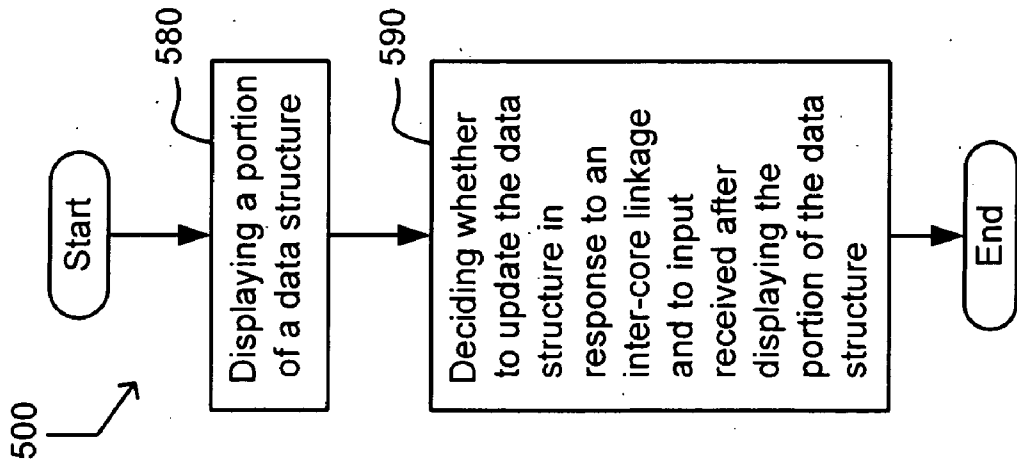 500
Start
580
Displaying a portion
of a data structure
590
Deciding whether
to update the data
structure in
response to an
inter-core linkage
and to input
received after
displaying the
portion of the data
structure
End